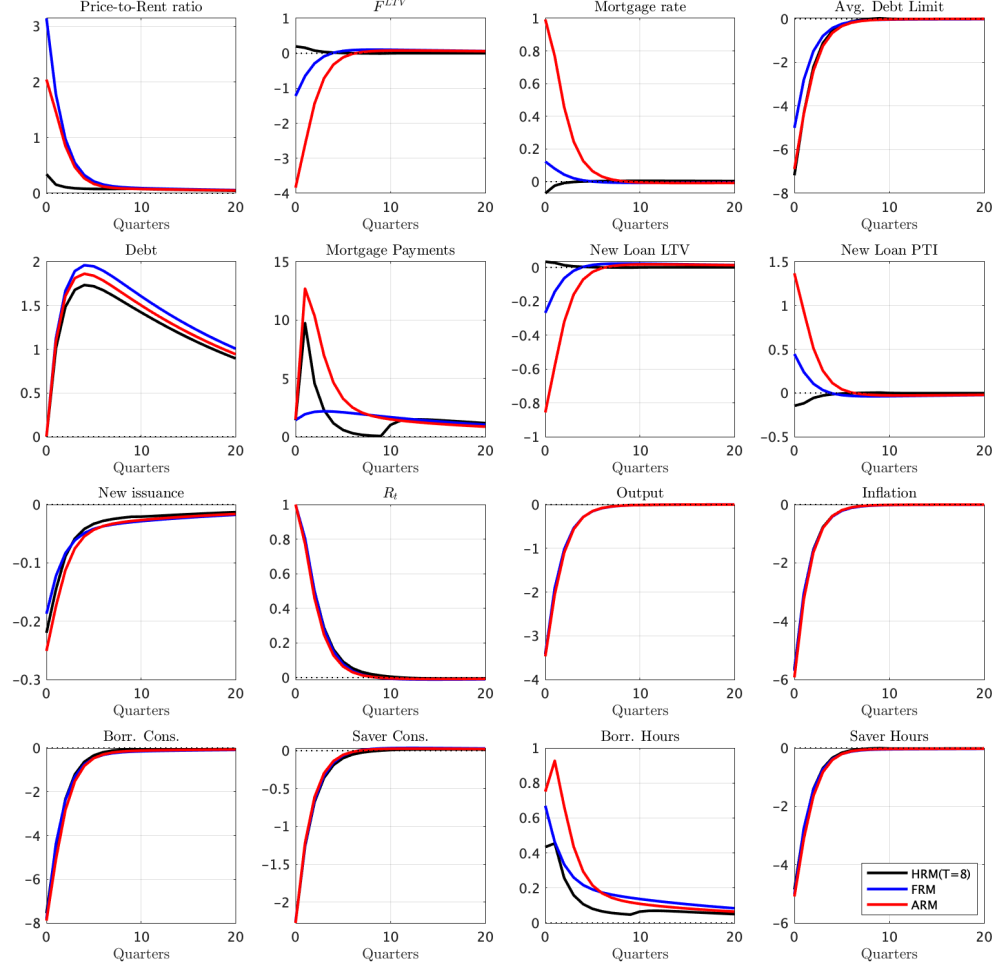 Price-to-Rent ratio
3
2
1
0
0 10 20
Quarters
F^{LTV}
1
0
-1
-2
-3
-4
0 10 20
Quarters
Mortgage rate
1
0.8
0.6
0.4
0.2
0
0 10 20
Quarters
Avg. Debt Limit
0
-2
-4
-6
-8
0 10 20
Quarters
Debt
2
1.5
1
0.5
0
0 10 20
Quarters
Mortgage Payments
15
10
5
0
0 10 20
Quarters
New Loan LTV
0
-0.2
-0.4
-0.6
-0.8
-1
0 10 20
Quarters
New Loan PTI
1.5
1
0.5
0
-0.5
0 10 20
Quarters
New issuance
0
-0.1
-0.2
-0.3
0 10 20
Quarters
R_t
1
0.8
0.6
0.4
0.2
0
0 10 20
Quarters
Output
0
-1
-2
-3
-4
0 10 20
Quarters
Inflation
0
-2
-4
-6
0 10 20
Quarters
Borr. Cons.
0
-2
-4
-6
-8
0 10 20
Quarters
Saver Cons.
0
-0.5
-1
-1.5
-2
0 10 20
Quarters
Borr. Hours
1
0.8
0.6
0.4
0.2
0
0 10 20
Quarters
Saver Hours
0
-2
-4
-6
0 10 20
Quarters
HRM(T=8)
FRM
ARM